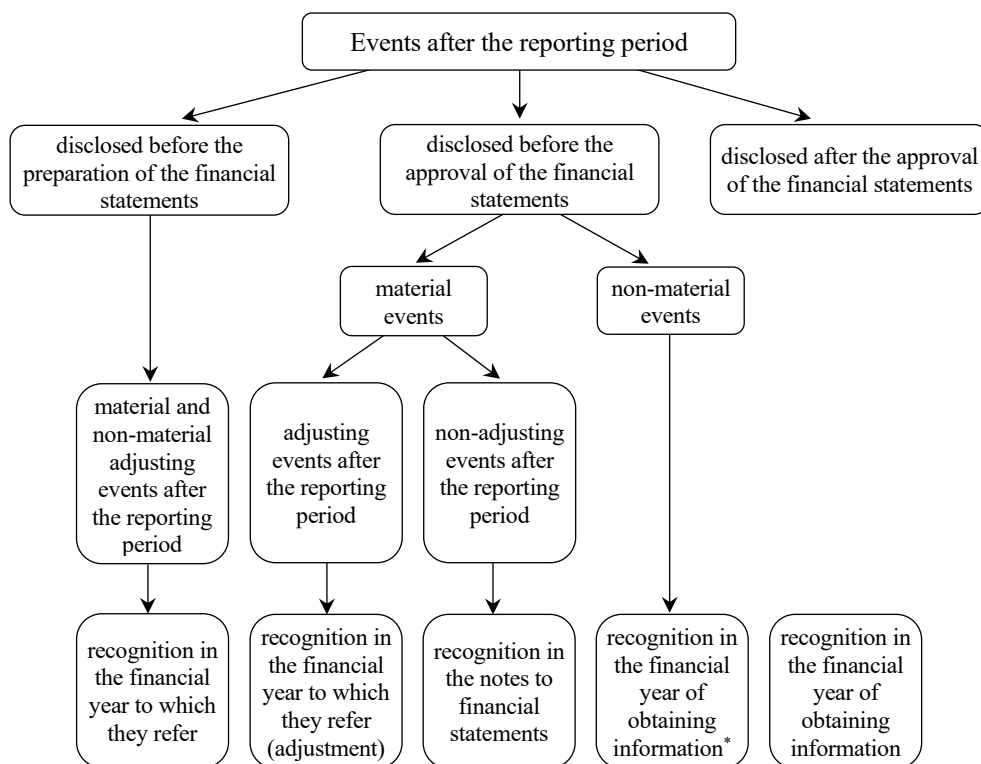 Events after the reporting period
disclosed before the
preparation of the financial
statements
disclosed before the
approval of the financial
statements
disclosed after the approval
of the financial statements
material
events
non-material
events
material and
non-material
adjusting
events after
the reporting
period
adjusting
events after
the reporting
period
non-adjusting
events after
the reporting
period
recognition in
the financial
year to which
they refer
recognition in
the financial
year to which
they refer
(adjustment)
recognition in
the notes to
financial
statements
recognition in
the financial
year of
obtaining
information*
recognition in
the financial
year of
obtaining
information